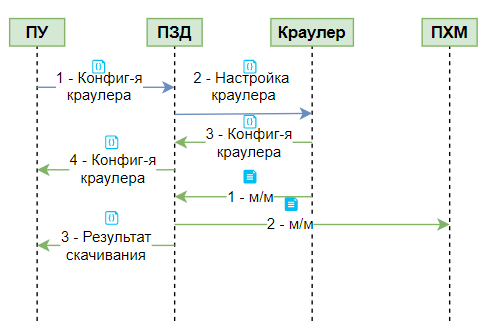 ПУ
ПЗД
Краулер
ПХМ
1 - Конфиг-я
краулера
2 - Настройка
краулера
3 - Конфиг-я
краулера
4 - Конфиг-я
краулера
1 - м/м
2 - м/м
3 - Результат
скачивания